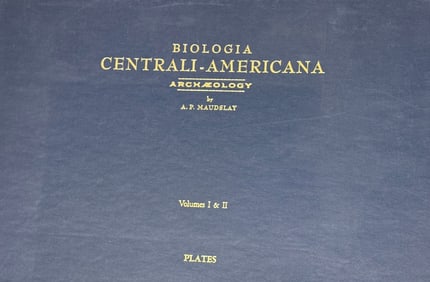 BIOLOGIA
CENTRALI-AMERICANA
ARCHÆOLOGY
by
A. P. MAUDSLAY
Volumes I & II
PLATES